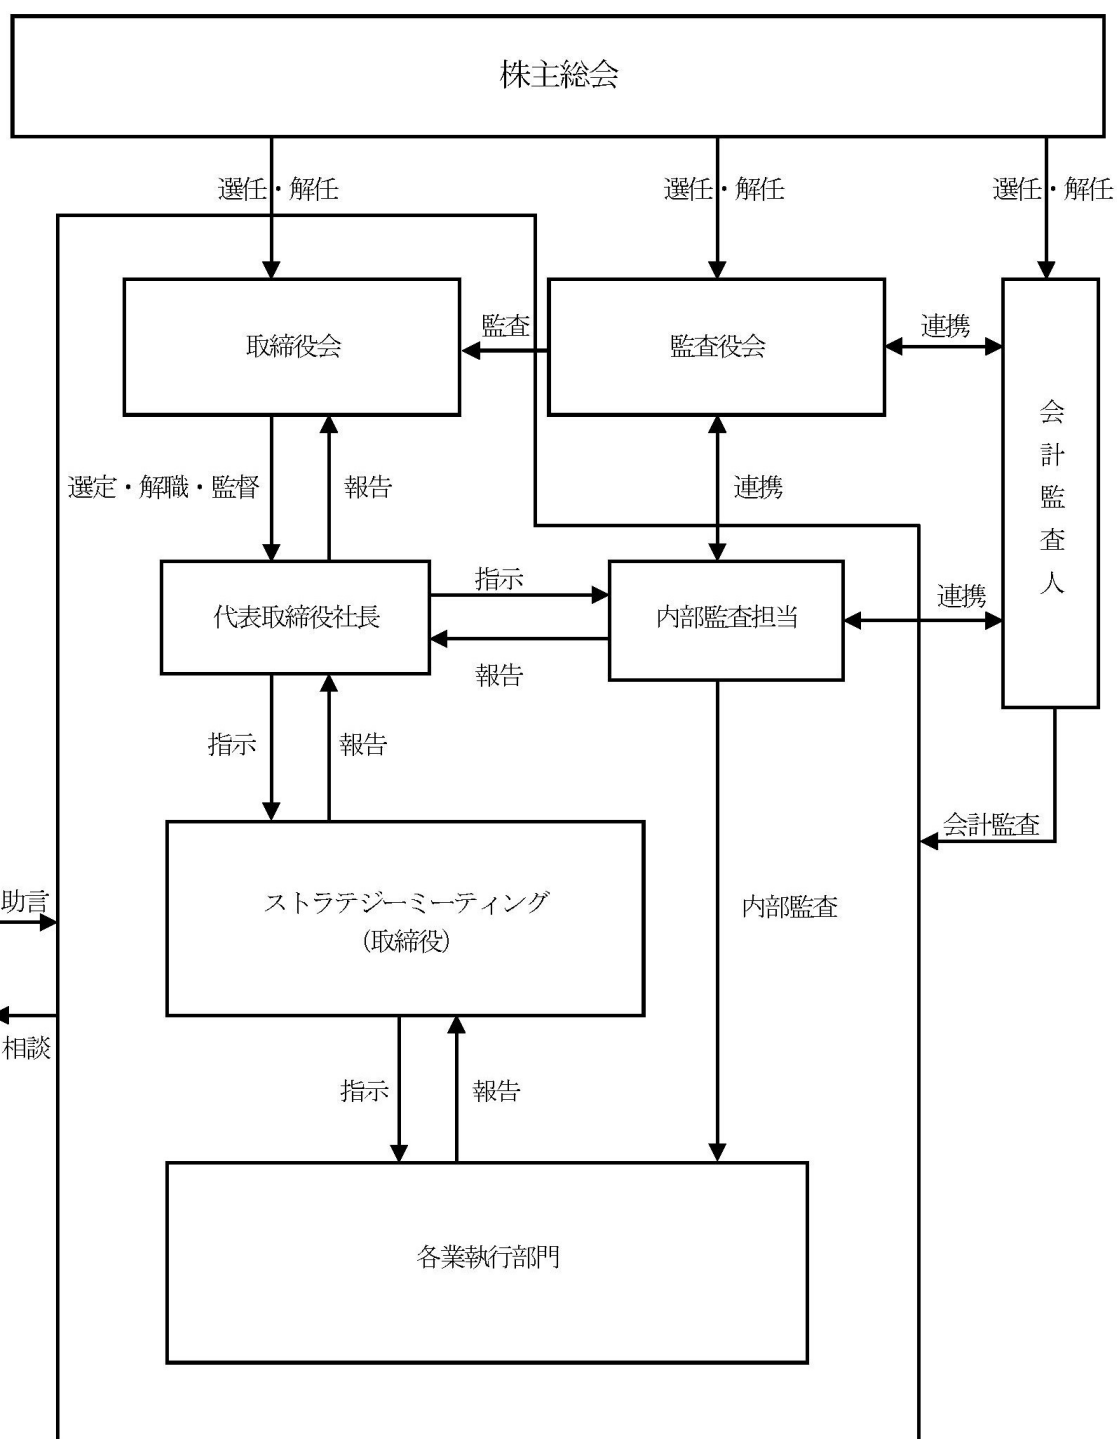 株主総会
選任・解任
選任・解任
選任・解任
取締役会
監査
監査役会
連携
会計監査人
選定・解職・監督
報告
連携
代表取締役社長
指示
報告
内部監査担当
連携
指示
報告
会計監査
助言
相談
ストラテジーミーティング
(取締役)
内部監査
指示
報告
各業執行部門